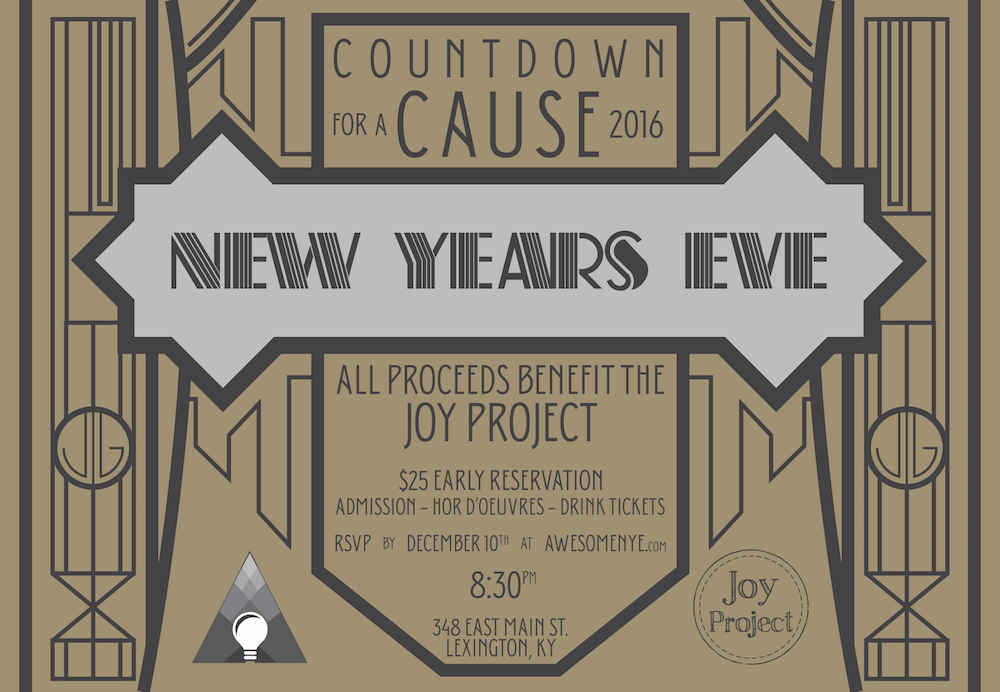 COUNTDOWN
FOR A CAUSE 2016
NEW YEARS EVE
ALL PROCEEDS BENEFIT THE
JOY PROJECT
$25 EARLY RESERVATION
ADMISSION - HOR D'OEUVRES - DRINK TICKETS
RSVP BY DECEMBER 10TH AT AWESOMENYE.COM
8:30PM
348 EAST MAIN ST.
LEXINGTON, KY
Joy
Project